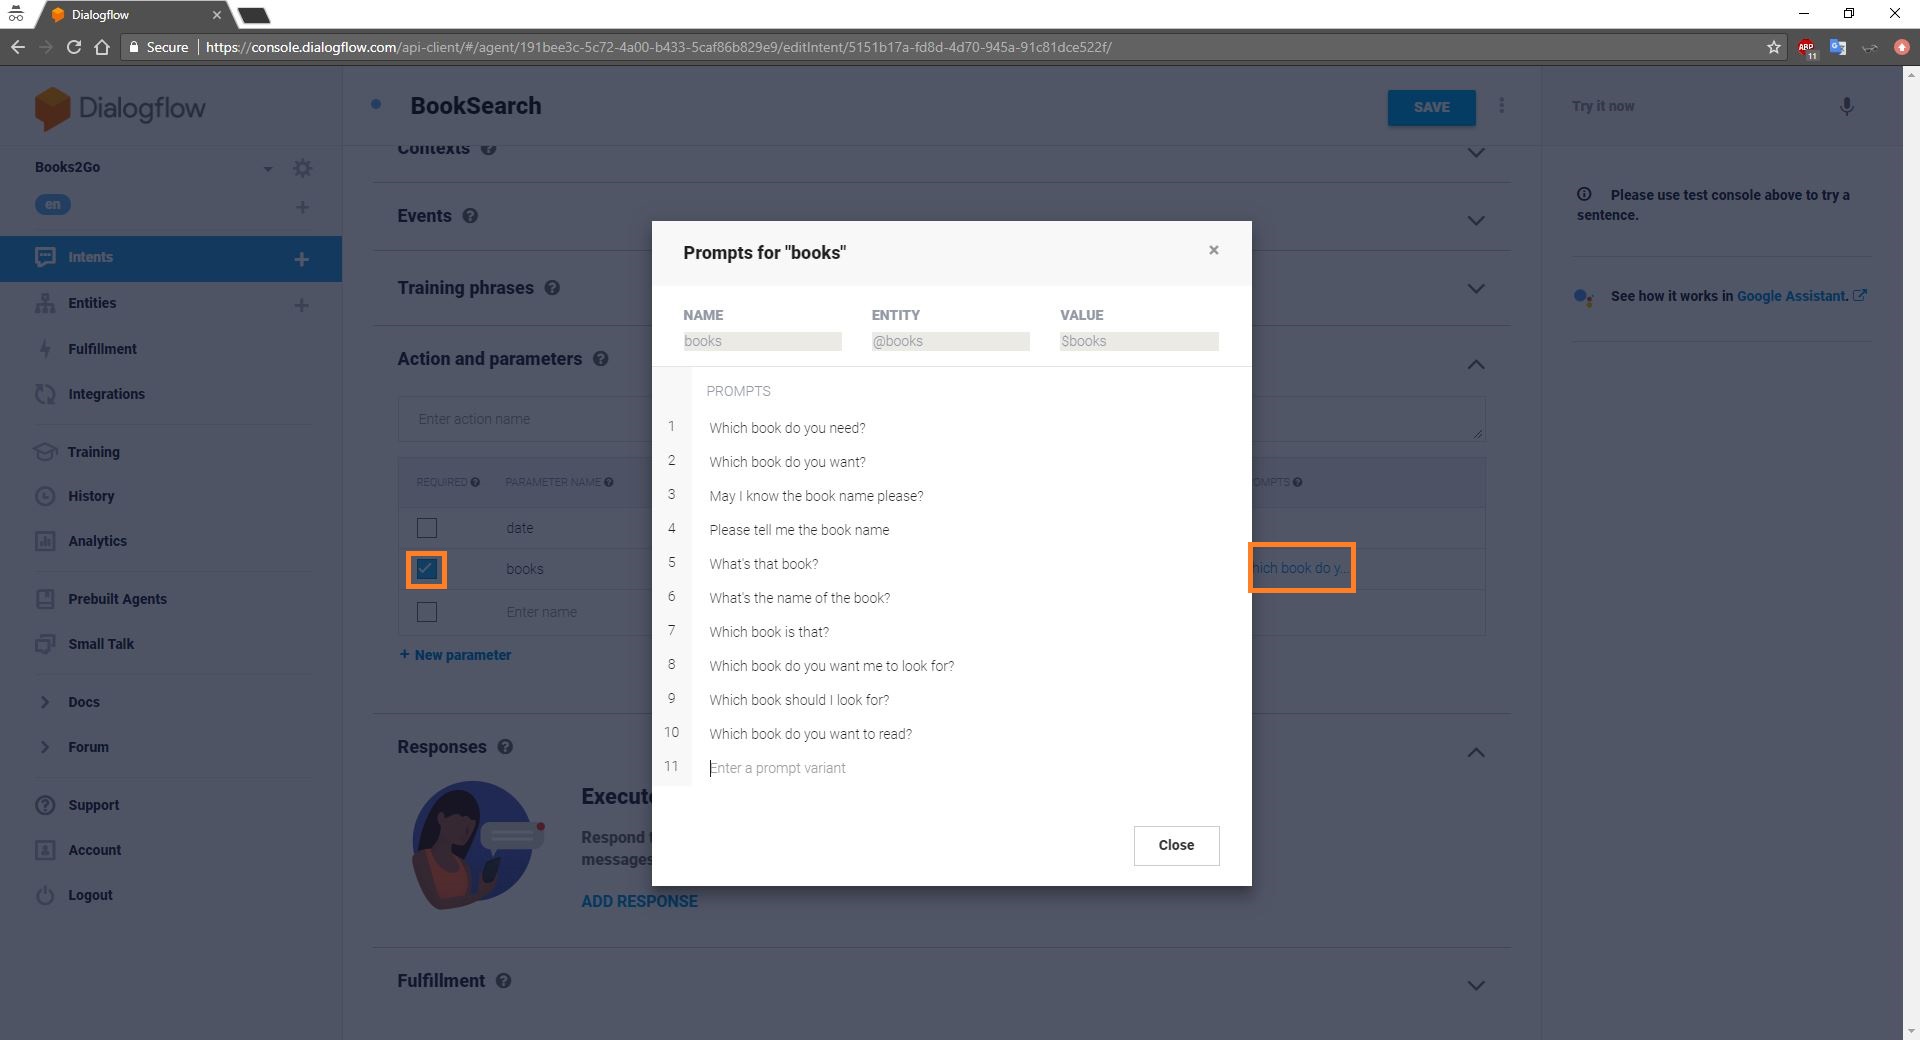 Dialogflow
Secure
https://console.dialogflow.com/api-client/#/agent/191bee3c-5c72-4a00-b433-5caf86b829e9/editIntent/5151b17a-fd8d-4d70-945a-91c81dce522f/
ABP
11
Dialogflow
BookSearch
SAVE
Try it now
Books2Go
en
Intents
Entities
Fulfillment
Integrations
Training
History
Analytics
Prebuilt Agents
Small Talk
Docs
Forum
Support
Account
Logout
Contexts
Events
Training phrases
Action and parameters
Enter action name
REQUIRED
PARAMETER NAME
OMPTS
date
books
hich book do y...
Enter name
+ New parameter
Responses
Execute
Respond t
messages
ADD RESPONSE
Fulfillment
Prompts for "books"
×
NAME
ENTITY
VALUE
books
@books
$books
PROMPTS
1 Which book do you need?
2 Which book do you want?
3 May I know the book name please?
4 Please tell me the book name
5 What's that book?
6 What's the name of the book?
7 Which book is that?
8 Which book do you want me to look for?
9 Which book should I look for?
10 Which book do you want to read?
11 Enter a prompt variant
Close
Please use test console above to try a
sentence.
See how it works in Google Assistant.